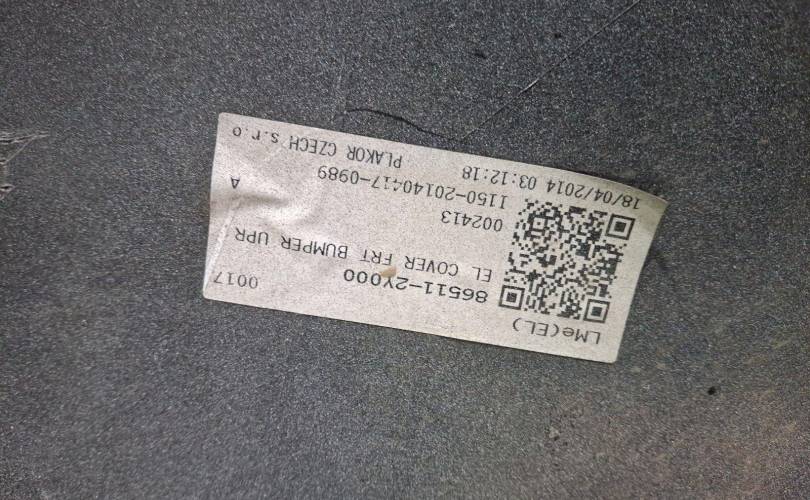 LMe(EL)
86511-2Y000 0017
EL COVER FRT BUMPER UPR
002413
1150-20140417-0989 A
18/04/2014 03:12:18 PLAKOR CZECH s.r.o